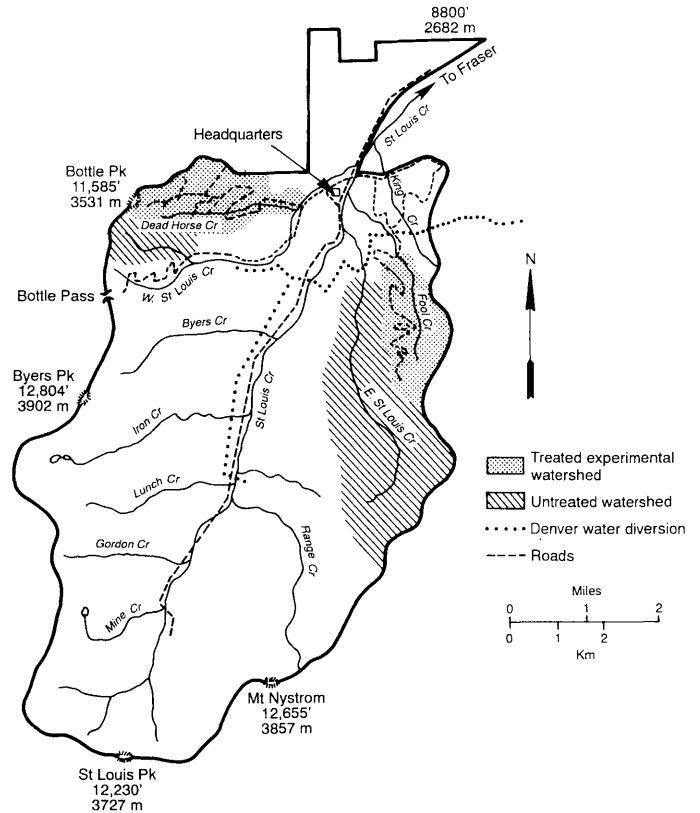 8800'
2682 m
To Fraser
St Louis Cr
Headquarters
Bottle Pk
11,585'
3531 m
King Cr
Dead Horse Cr
W. St Louis Cr
Bottle Pass
Fool Cr
N
Byers Cr
Byers Pk
12,804'
3902 m
St Louis Cr
E. St Louis Cr
Iron Cr
Lunch Cr
Gordon Cr
Range Cr
Mine Cr
Treated experimental
watershed
Untreated watershed
Denver water diversion
Roads
Miles
0 1 2
0 1 2
Km
Mt Nystrom
12,655'
3857 m
St Louis Pk
12,230'
3727 m